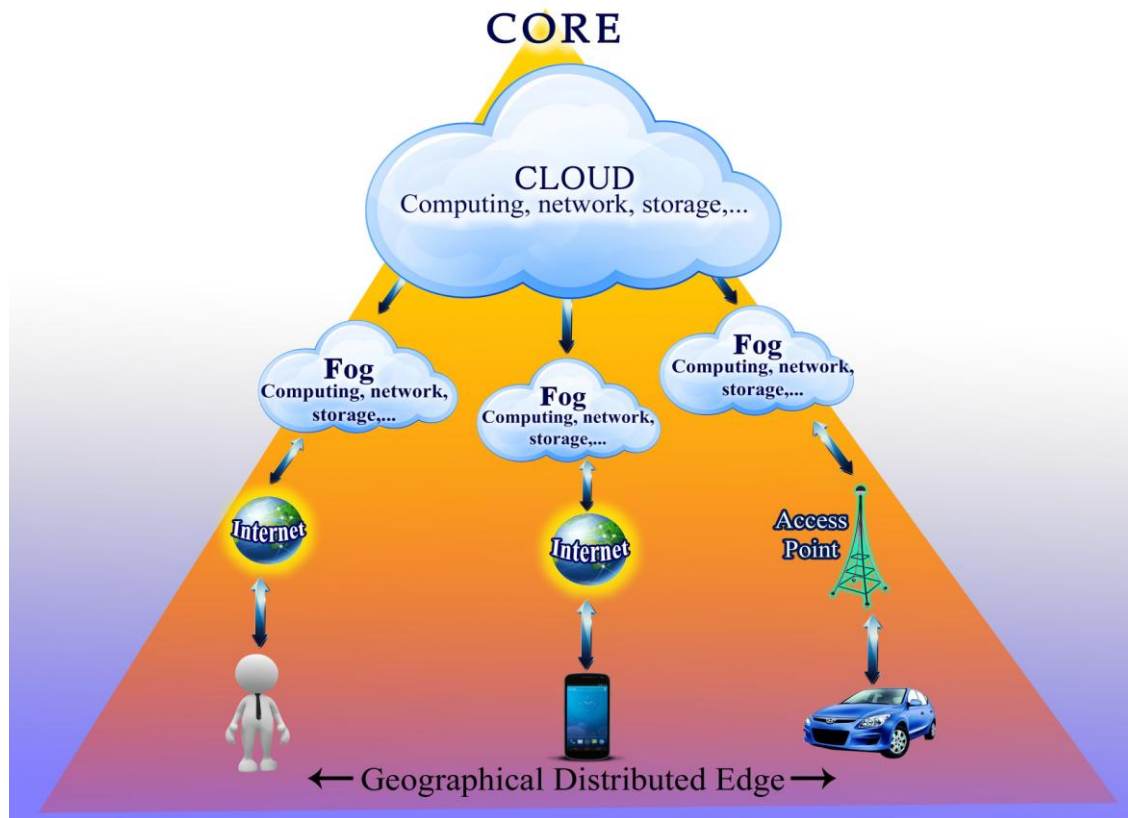 CORE
CLOUD
Computing, network, storage,...
Fog
Computing, network,
storage,...
Fog
Computing, network,
storage,...
Fog
Computing, network,
storage,...
Internet
Internet
Access
Point
Geographical Distributed Edge